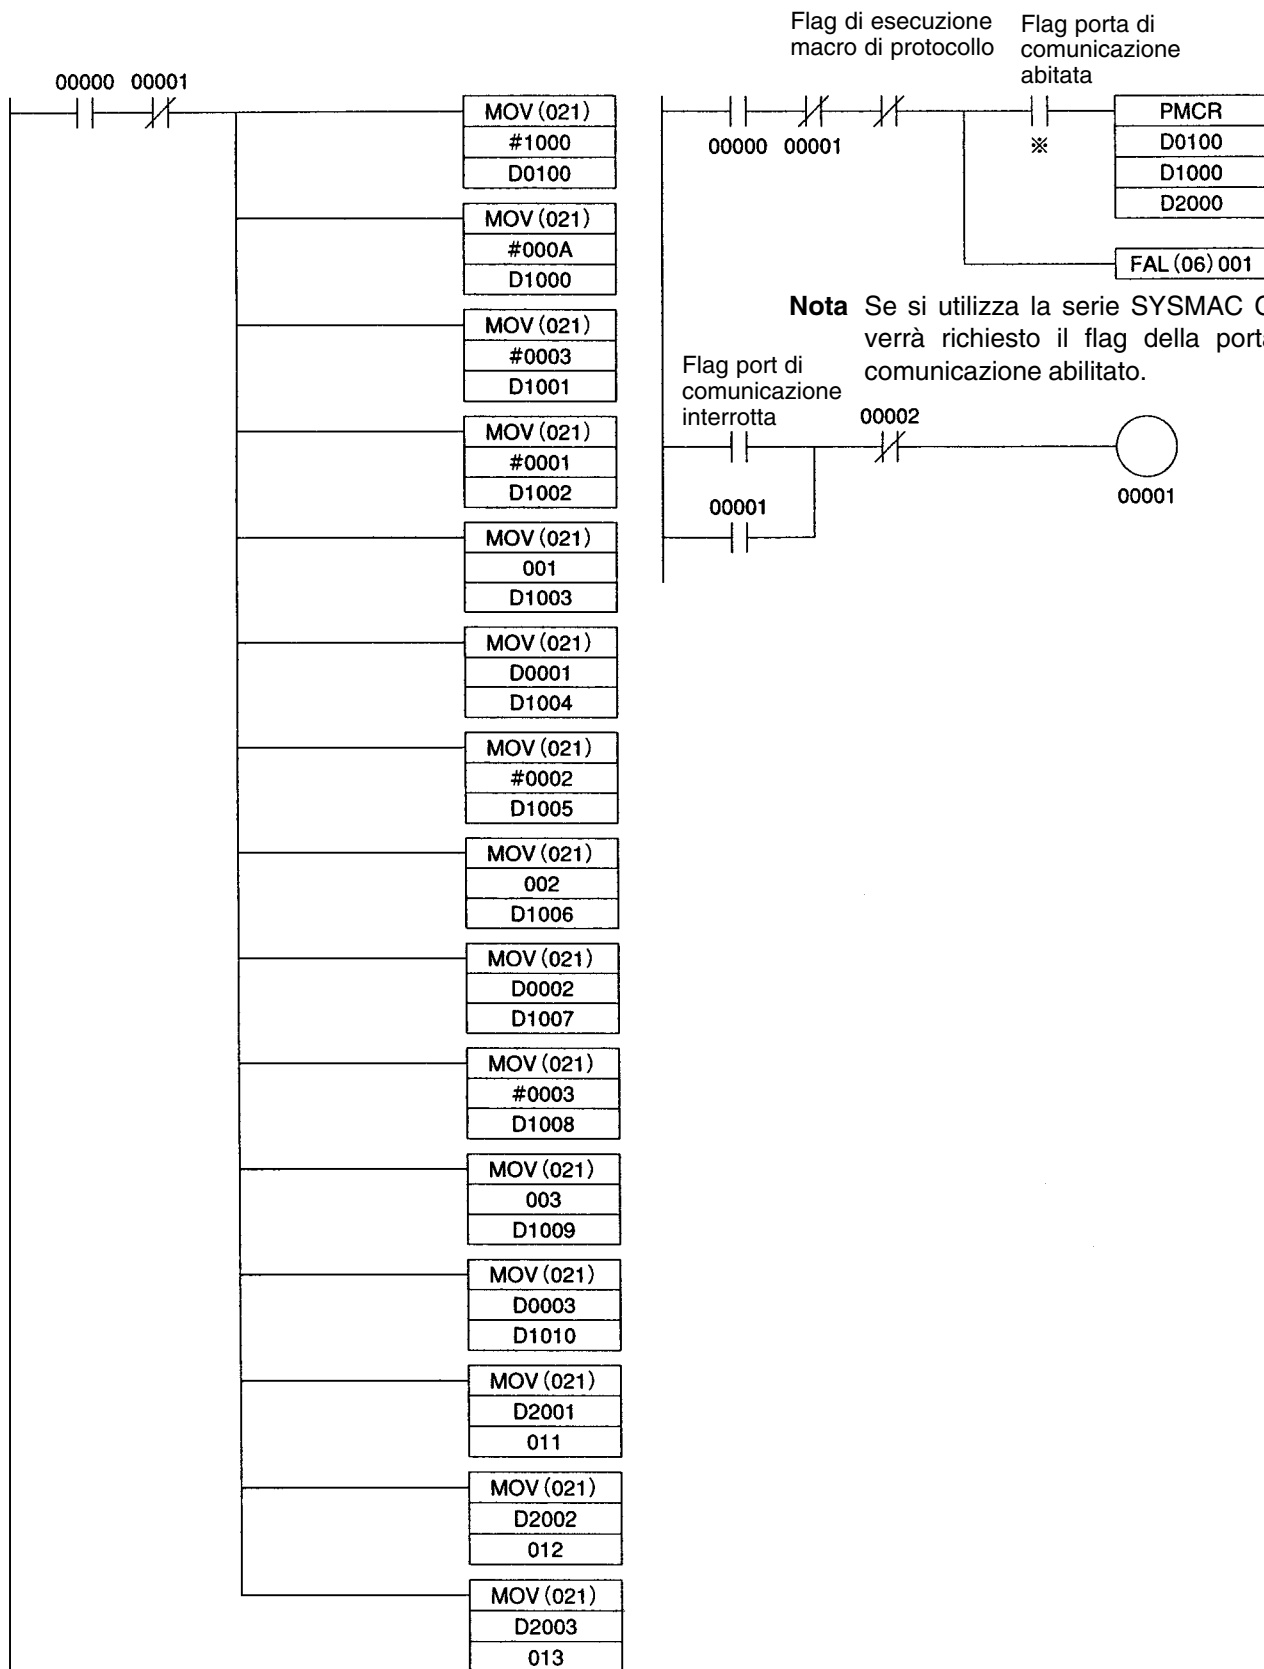 00000 00001
MOV(021)
#1000
D0100
MOV(021)
#000A
D1000
MOV(021)
#0003
D1001
MOV(021)
#0001
D1002
MOV(021)
001
D1003
MOV(021)
D0001
D1004
MOV(021)
#0002
D1005
MOV(021)
002
D1006
MOV(021)
D0002
D1007
MOV(021)
#0003
D1008
MOV(021)
003
D1009
MOV(021)
D0003
D1010
MOV(021)
D2001
011
MOV(021)
D2002
012
MOV(021)
D2003
013
Flag di esecuzione
macro di protocollo
Flag porta di
comunicazione
abitata
00000 00001
※
PMCR
D0100
D1000
D2000
FAL(06)001
Nota Se si utilizza la serie SYSMAC
verrà richiesto il flag della porta
comunicazione abilitato.
Flag port di
comunicazione
interrotta
00002
00001
00001